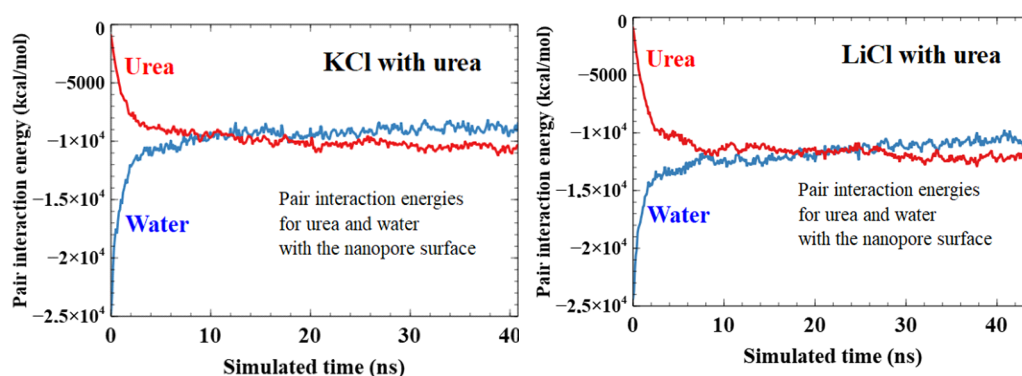 Pair interaction energy (kcal/mol)
0
−5000
−1×10⁴
−1.5×10⁴
−2×10⁴
−2.5×10⁴
KCl with urea
Urea
Water
Pair interaction energies
for urea and water
with the nanopore surface
0 10 20 30 40
Simulated time (ns)
Pair interaction energy (kcal/mol)
0
−5000
−1×10⁴
−1.5×10⁴
−2×10⁴
−2.5×10⁴
LiCl with urea
Urea
Water
Pair interaction energies
for urea and water
with the nanopore surface
0 10 20 30 40
Simulated time (ns)